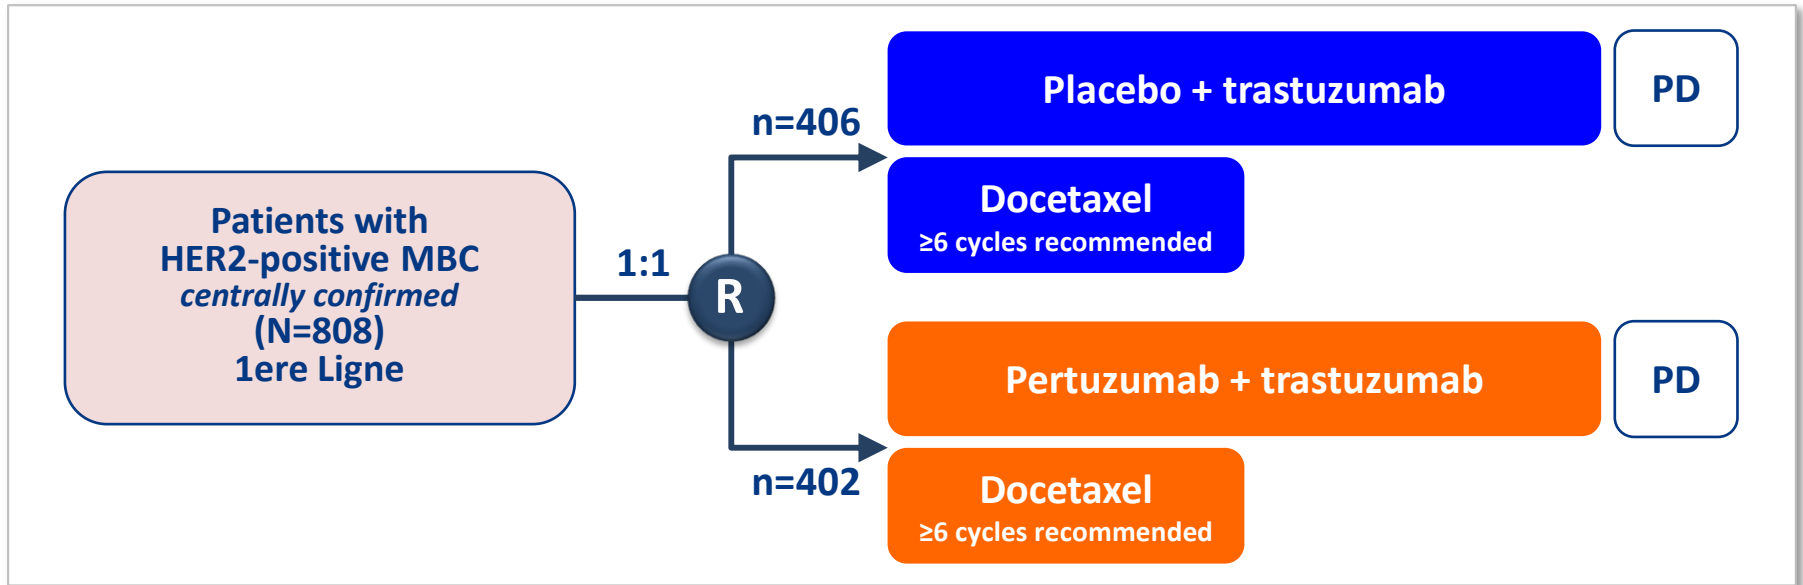 Patients with
HER2-positive MBC
centrally confirmed
(N=808)
1ere Ligne
1:1
R
n=406
Placebo + trastuzumab
PD
Docetaxel
≥6 cycles recommended
n=402
Pertuzumab + trastuzumab
PD
Docetaxel
≥6 cycles recommended